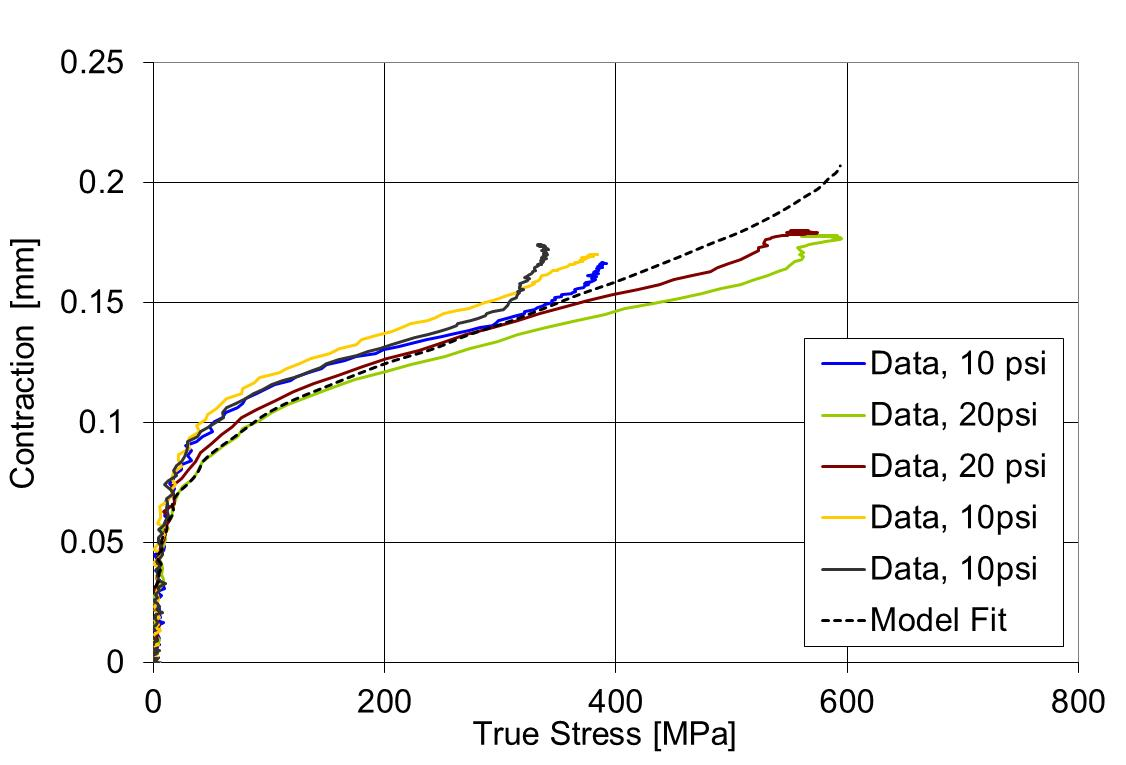 0.25
0.2
0.15
0.1
0.05
0
Contraction [mm]
0
200
400
600
800
True Stress [MPa]
Data, 10 psi
Data, 20psi
Data, 20 psi
Data, 10psi
Data, 10psi
Model Fit